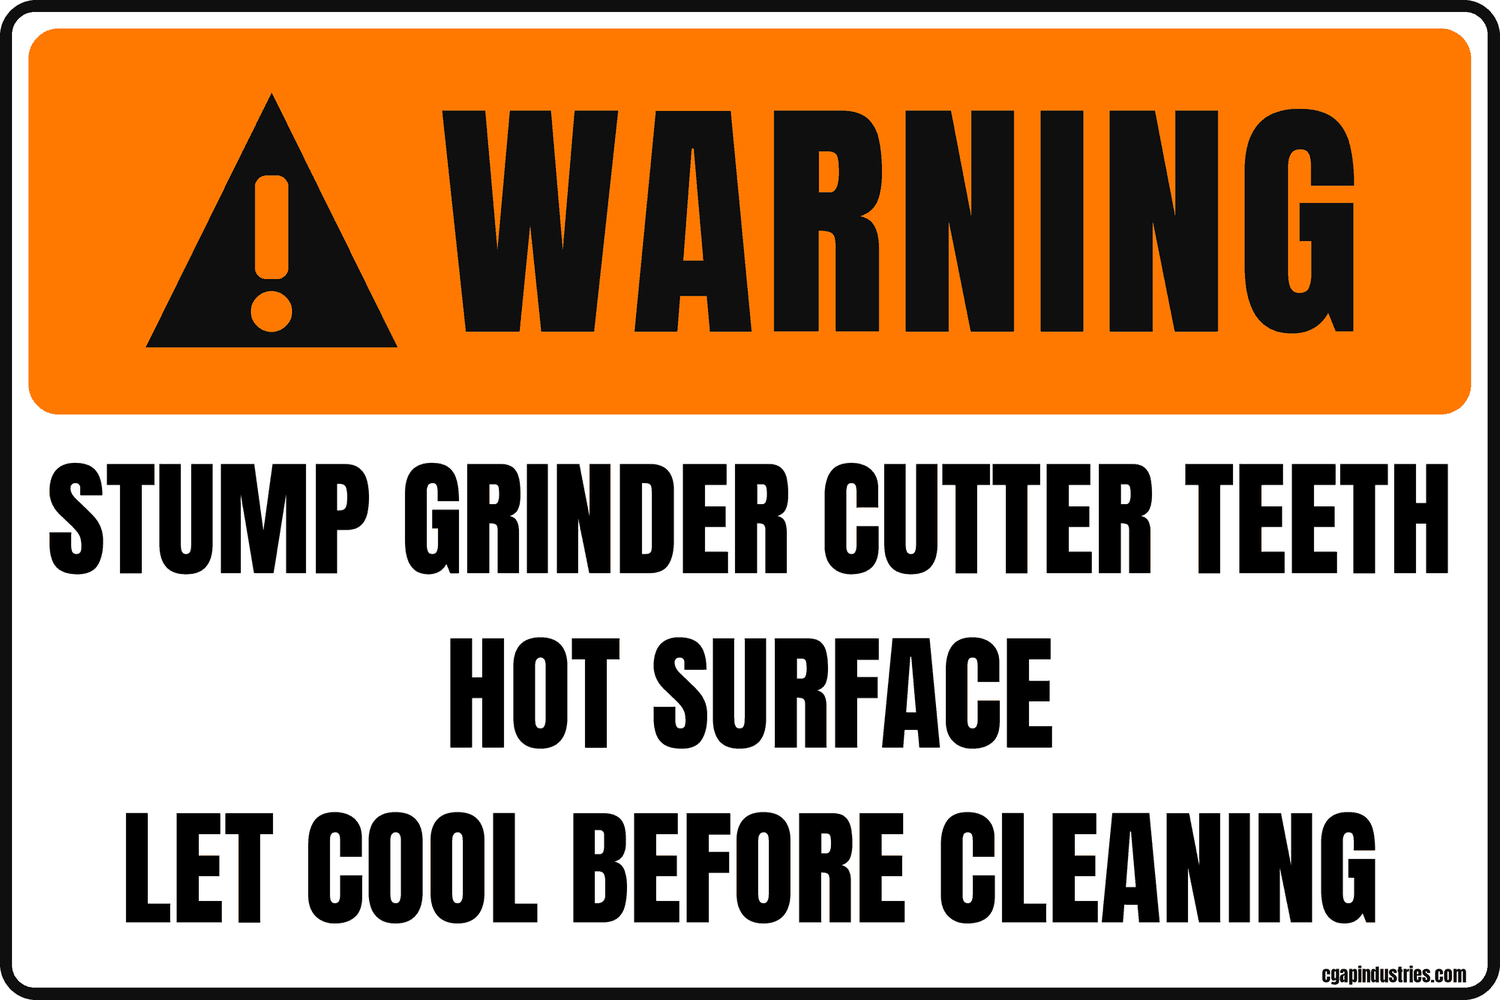 WARNING
STUMP GRINDER CUTTER TEETH
HOT SURFACE
LET COOL BEFORE CLEANING
cgapindustries.com